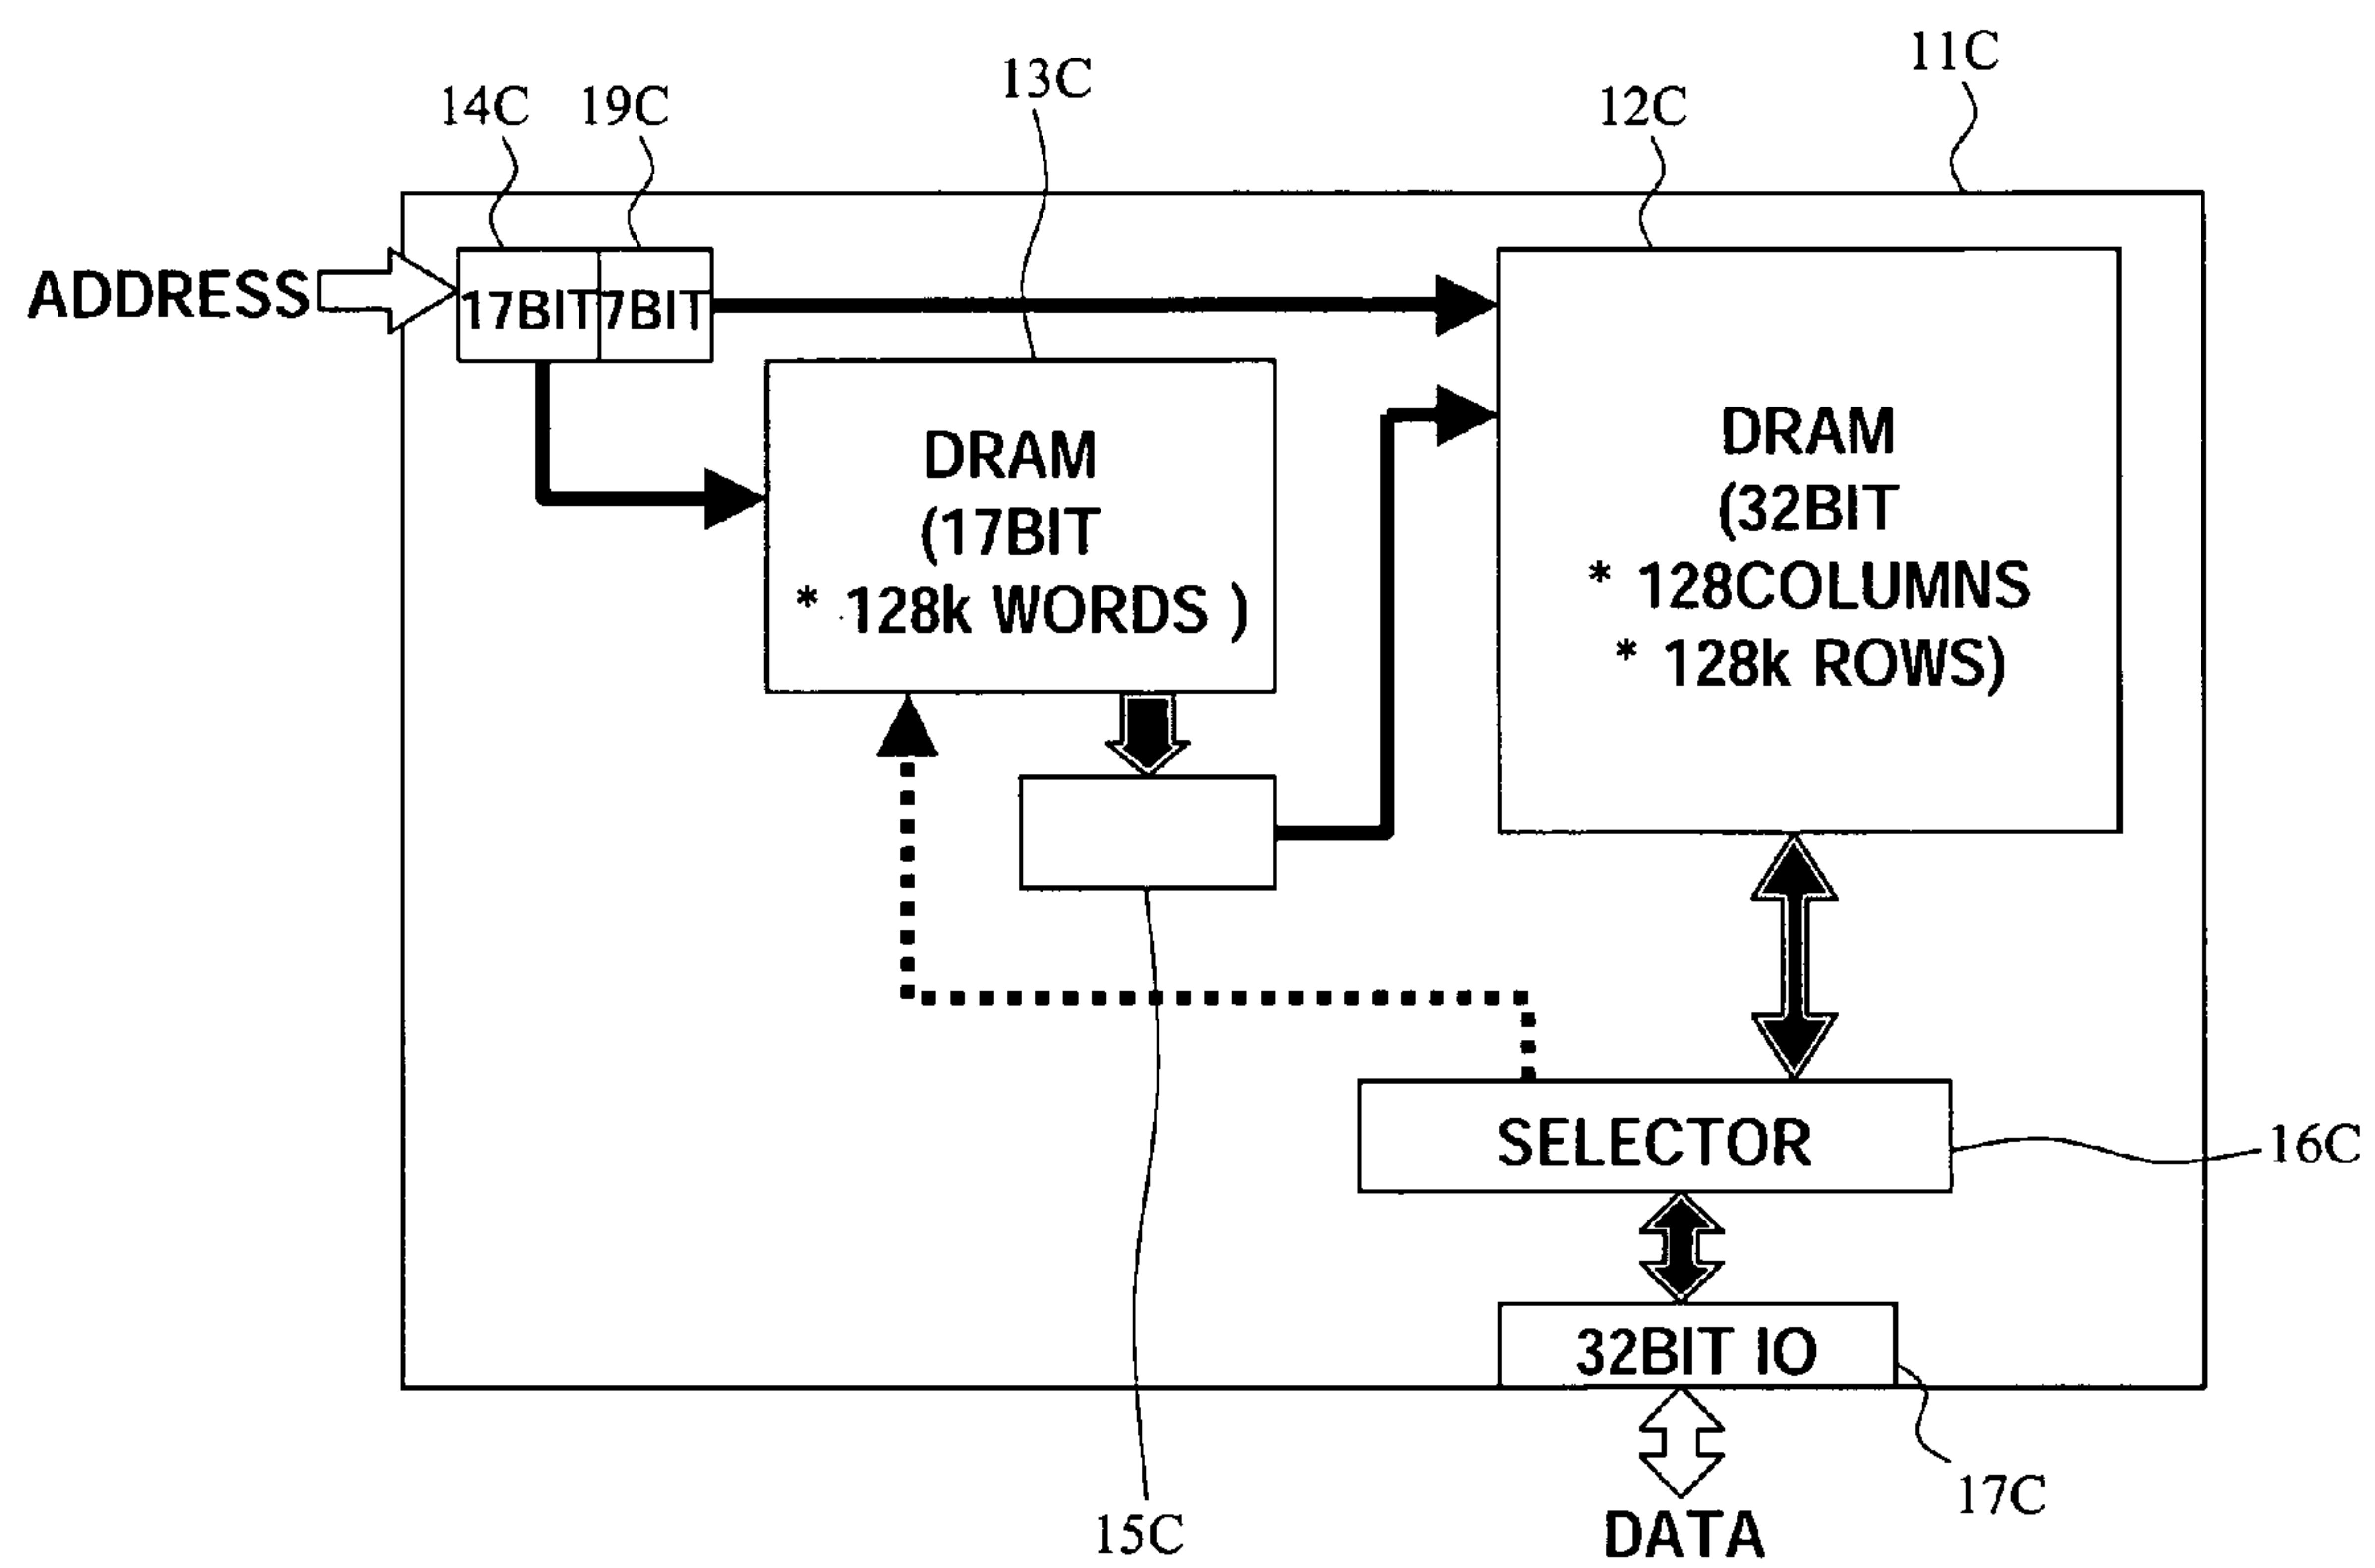 11C
13C
14C 19C
12C
ADDRESS
17BIT 7BIT
DRAM
(17BIT
* 128k WORDS )
DRAM
(32BIT
* 128COLUMNS
* 128k ROWS)
SELECTOR
16C
32BIT IO
17C
15C
DATA